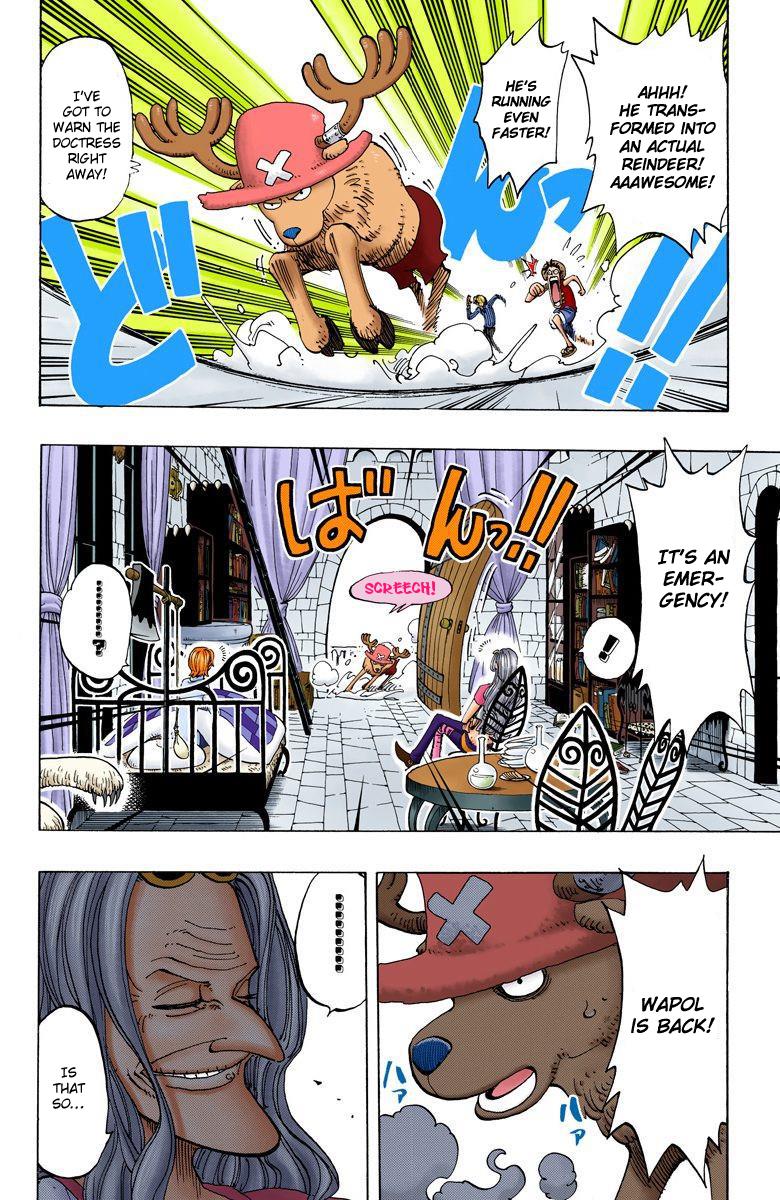 AHHH!
HE TRANS-
FORMED INTO
AN ACTUAL
REINDEER!
AAAWESOME!
HE'S
RUNNING
EVEN
FASTER!
I'VE
GOT TO
WARN THE
DOCTRESS
RIGHT
AWAY!
どんっ!!
IT'S AN
EMER-
GENCY!
!
ばんっ!!
SCREECH!
........?
WAPOL
IS BACK!
ハァ
ハァ
.........
IS
THAT
SO...